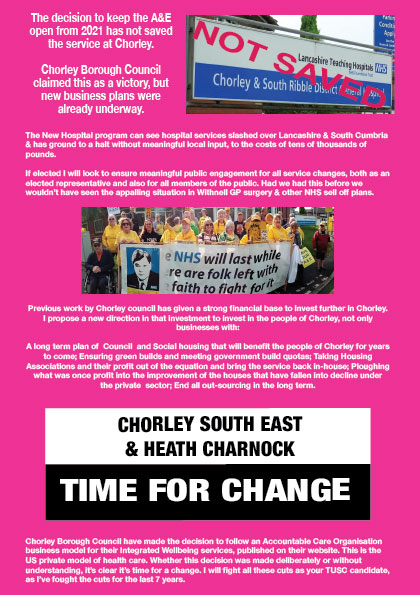 The decision to keep the A&E
open from 2021 has not saved
the service at Chorley.
Chorley Borough Council
claimed this as a victory, but
new business plans were
already underway.
NOT SAVED
Lancashire Teaching Hospitals
NHS
Chorley & South Ribble District General Hospital
The New Hospital program can see hospital services slashed over Lancashire & South Cumbria
& has ground to a halt without meaningful local input, to the costs of tens of thousands of
pounds.
If elected I will look to ensure meaningful public engagement for all service changes, both as an
elected representative and also for all members of the public. Had we had this before we
wouldn't have seen the appalling situation in Withnell GP surgery & other NHS sell off plans.
e NHS will last while
re are folk left with
faith to fight for it
Previous work by Chorley council has given a strong financial base to invest further in Chorley.
I propose a new direction in that investment to invest in the people of Chorley, not only
businesses with:
A long term plan of Council and Social housing that will benefit the people of Chorley for years
to come; Ensuring green builds and meeting government build quotas; Taking Housing
Associations and their profit out of the equation and bring the service back in-house; Ploughing
what was once profit into the improvement of the houses that have fallen into decline under
the private sector; End all out-sourcing in the long term.
CHORLEY SOUTH EAST
& HEATH CHARNOCK
TIME FOR CHANGE
Chorley Borough Council have made the decision to follow an Accountable Care Organisation
business model for their Integrated Wellbeing services, published on their website. This is the
US private model of health care. Whether this decision was made deliberately or without
understanding, it's clear it's time for a change. I will fight all these cuts as your TUSC candidate,
as I've fought the cuts for the last 7 years.